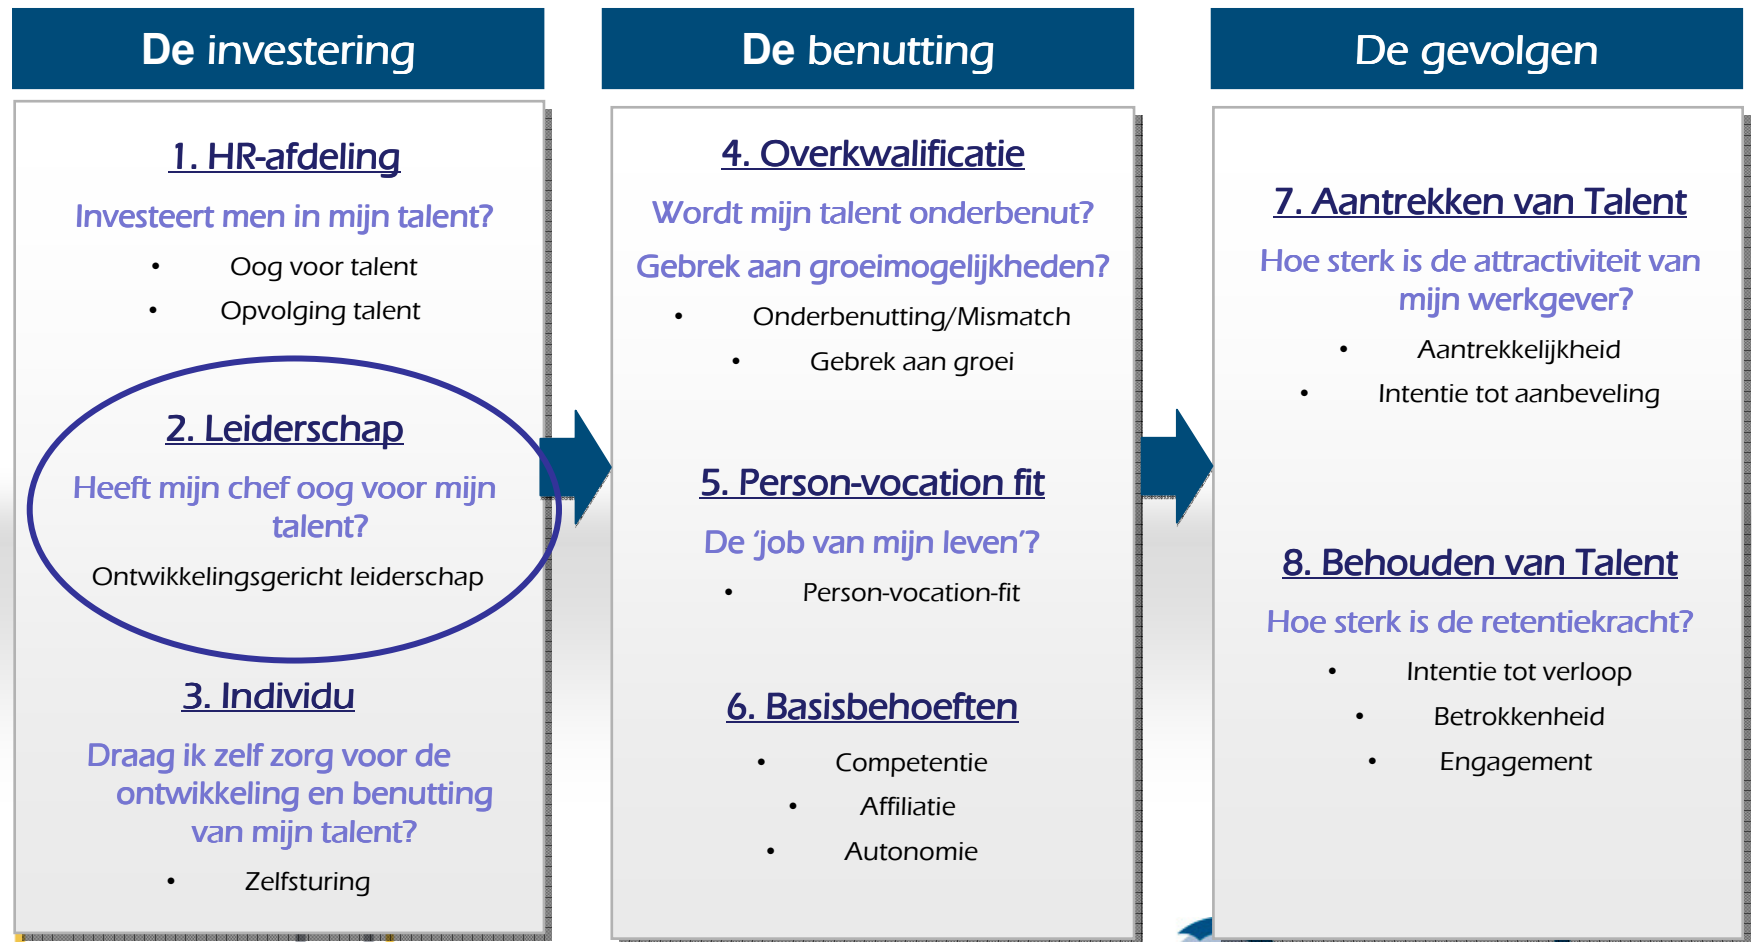 De investering
1. HR-afdeling
Investeert men in mijn talent?
• Oog voor talent
• Opvolging talent
2. Leiderschap
Heeft mijn chef oog voor mijn
talent?
Ontwikkelingsgericht leiderschap
3. Individu
Draag ik zelf zorg voor de
ontwikkeling en benutting
van mijn talent?
• Zelfsturing
De benutting
4. Overkwalificatie
Wordt mijn talent onderbenut?
Gebrek aan groeimogelijkheden?
• Onderbenutting/Mismatch
• Gebrek aan groei
5. Person-vocation fit
De ‘job van mijn leven’?
• Person-vocation-fit
6. Basisbehoeften
• Competentie
• Affiliatie
• Autonomie
De gevolgen
7. Aantrekken van Talent
Hoe sterk is de attractiviteit van
mijn werkgever?
• Aantrekkelijkheid
• Intentie tot aanbeveling
8. Behouden van Talent
Hoe sterk is de retentiekracht?
• Intentie tot verloop
• Betrokkenheid
• Engagement